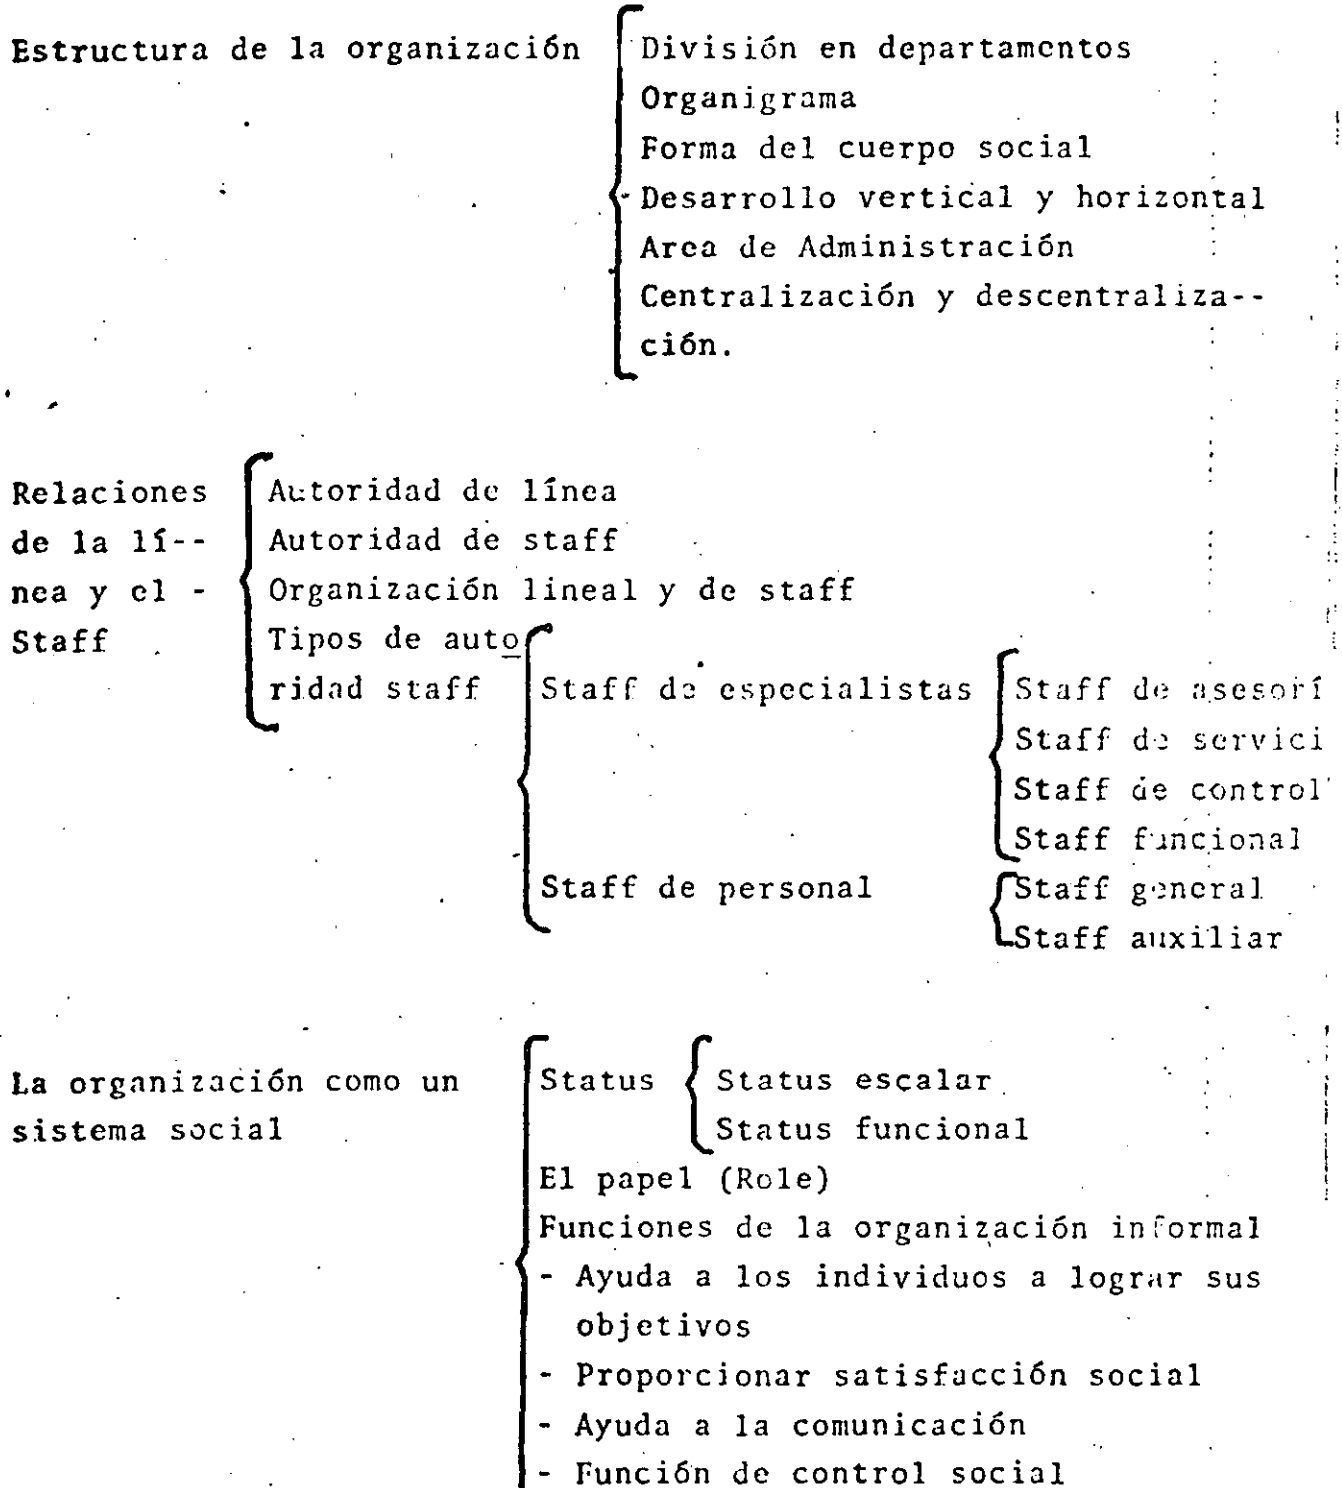 Estructura de la organización
División en departamentos
Organigrama
Forma del cuerpo social
Desarrollo vertical y horizontal
Area de Administración
Centralización y descentraliza--
ción.
Relaciones
de la lí--
nea y el -
Staff
Autoridad de línea
Autoridad de staff
Organización lineal y de staff
Tipos de auto
ridad staff
Staff de especialistas
Staff de asesorí
Staff de servici
Staff de control
Staff funcional
Staff de personal
Staff general
Staff auxiliar
La organización como un
sistema social
Status
Status escalar
Status funcional
El papel (Role)
Funciones de la organización informal
- Ayuda a los individuos a lograr sus
objetivos
- Proporcionar satisfacción social
- Ayuda a la comunicación
- Función de control social